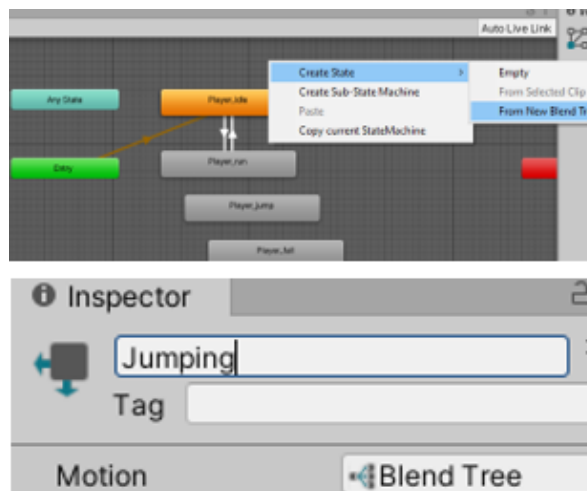 Auto Live Link
Create State
Empty
Create Sub-State Machine
From Selected Clip
Paste
From New Blend Tr
Copy current StateMachine
Any State
Player_idle
Entry
Player_run
Player_jump
Player_fall
Inspector
Jumping
Tag
Motion
Blend Tree